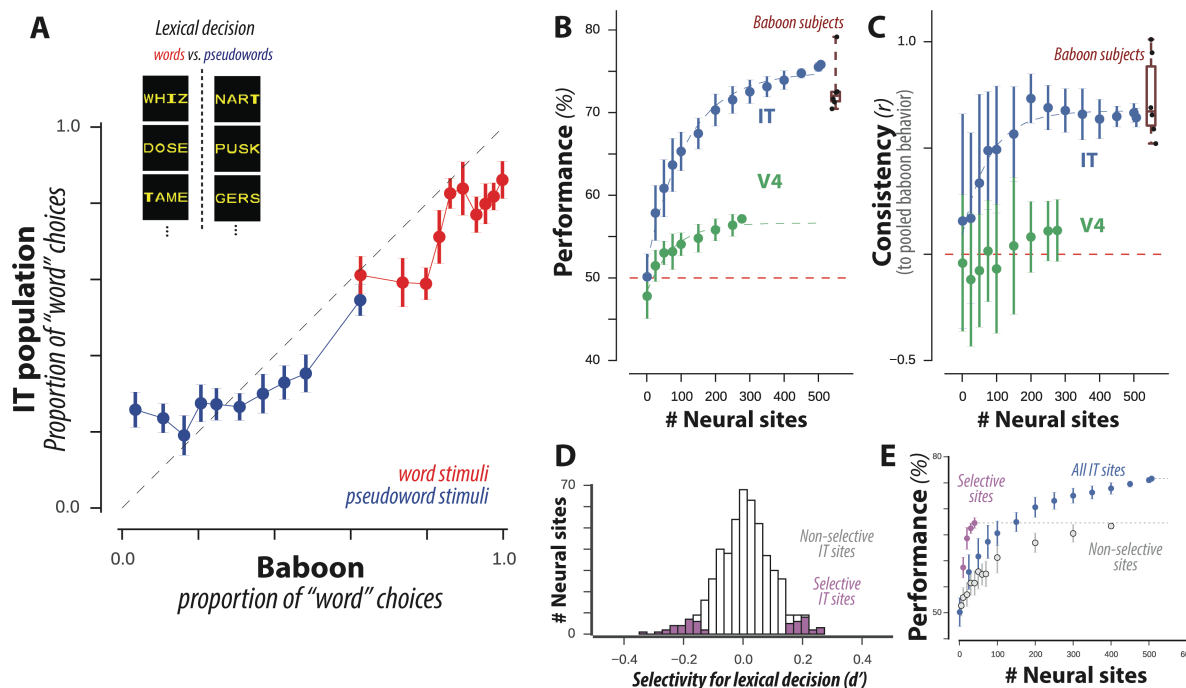 A
Lexical decision
words vs. pseudowords
WHIZ
NART
DOSE
PUSK
TAME
GERS
1.0
0.0
IT population
Proportion of “word” choices
word stimuli
pseudoword stimuli
0.0
1.0
Baboon
proportion of “word” choices
B
80
70
60
50
40
Performance (%)
Baboon subjects
IT
V4
0 100 200 300 400 500
# Neural sites
C
1.0
−0.5
Consistency (r)
(to pooled baboon behavior)
Baboon subjects
IT
V4
0 100 200 300 400 500
# Neural sites
D
70
0
# Neural sites
Non-selective
IT sites
Selective
IT sites
−0.4 −0.2 0.0 0.2 0.4
Selectivity for lexical decision (d’)
E
80
50
Performance (%)
Selective
sites
All IT sites
Non-selective
sites
0 100 200 300 400 500 60
# Neural sites